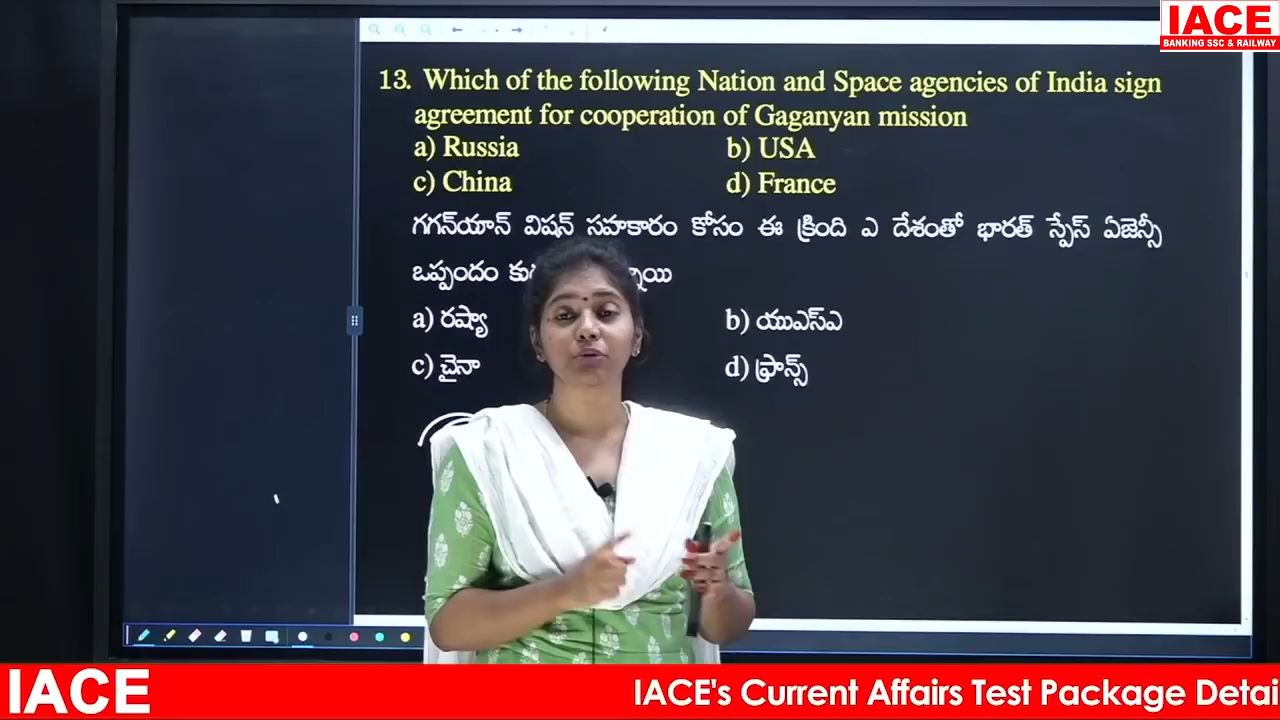 IACE
BANKING SSC & RAILWAY
13. Which of the following Nation and Space agencies of India sign
agreement for cooperation of Gaganyan mission
a) Russia b) USA
c) China d) France
గగన్‌యాన్ విషన్ సహకారం కోసం ఈ క్రింది ఎ దేశంతో భారత్ స్పేస్ ఏజెన్సీ
ఒప్పందం
a) రష్యా b) యుఎస్ఎ
c) చైనా d) ఫ్రాన్స్
IACE IACE's Current Affairs Test Package Detai